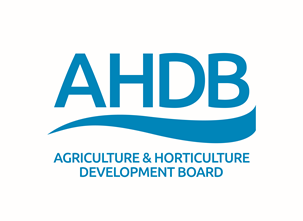 AHDB
AGRICULTURE & HORTICULTURE
DEVELOPMENT BOARD